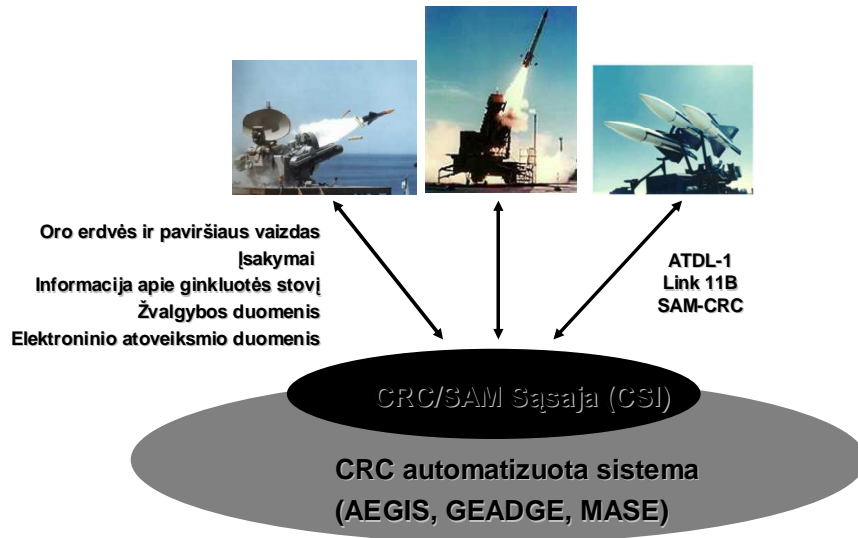 Oro erdvės ir paviršiaus vaizdas
Įsakymai
Informacija apie ginkluotės stovį
Žvalgybos duomenis
Elektroninio atoveiksmio duomenis
ATDL-1
Link 11B
SAM-CRC
CRC/SAM Sąsaja (CSI)
CRC automatizuota sistema
(AEGIS, GEADGE, MASE)